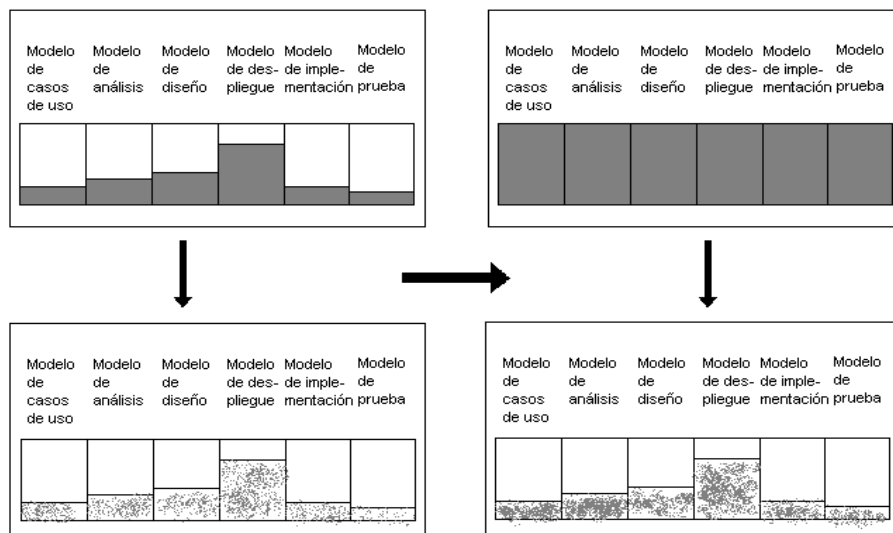 Modelo
de
casos
de uso
Modelo
de
análisis
Modelo
de
diseño
Modelo
de des-
pliegue
Modelo
de imple-
mentación
Modelo
de
prueba
Modelo
de
casos
de uso
Modelo
de
análisis
Modelo
de
diseño
Modelo
de des-
pliegue
Modelo
de imple-
mentación
Modelo
de
prueba
Modelo
de
casos
de uso
Modelo
de
análisis
Modelo
de
diseño
Modelo
de des-
pliegue
Modelo
de imple-
mentación
Modelo
de
prueba
Modelo
de
casos
de uso
Modelo
de
análisis
Modelo
de
diseño
Modelo
de des-
pliegue
Modelo
de imple-
mentación
Modelo
de
prueba